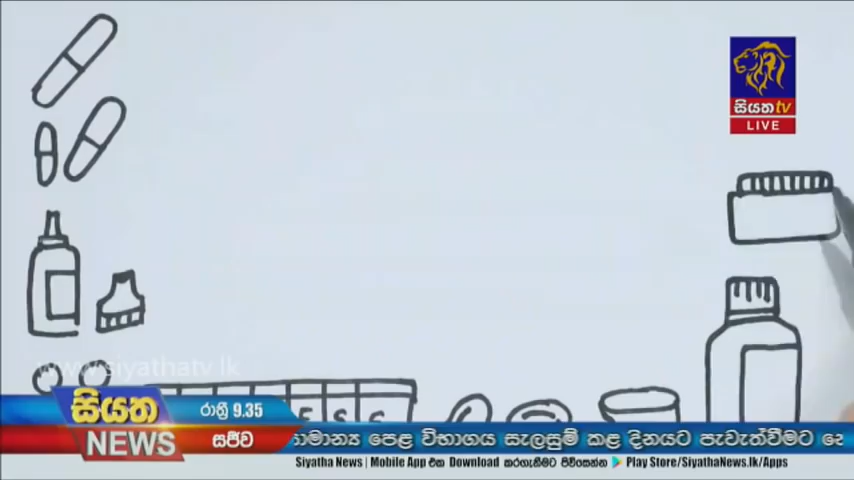 සියත tv
LIVE
www.siyathatv.lk
සියත
NEWS
රාත්‍රී 9.35
සජීව
සාමාන්‍ය පෙළ විභාගය සැලසුම් කළ දිනයට පැවැත්වීමට
Siyatha News | Mobile App එක Download කරගැනීමට පිවිසෙන්න Play Store/SiyathaNews.lk/Apps